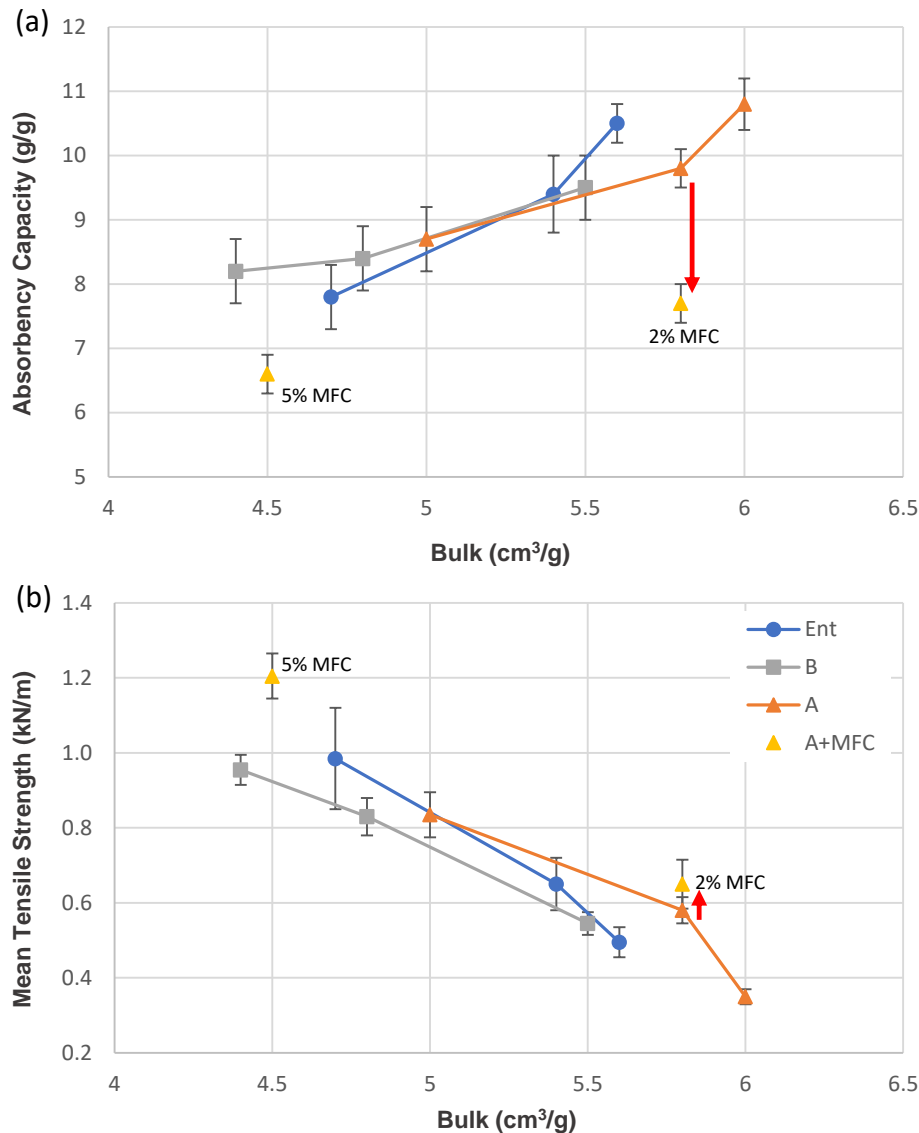 (a)
12
11
10
9
8
7
6
5
Absorbency Capacity (g/g)
2% MFC
5% MFC
4
4.5
5
5.5
6
6.5
Bulk (cm³/g)
(b)
1.4
1.2
1.0
0.8
0.6
0.4
0.2
Mean Tensile Strength (kN/m)
5% MFC
2% MFC
Ent
B
A
A+MFC
4
4.5
5
5.5
6
6.5
Bulk (cm³/g)